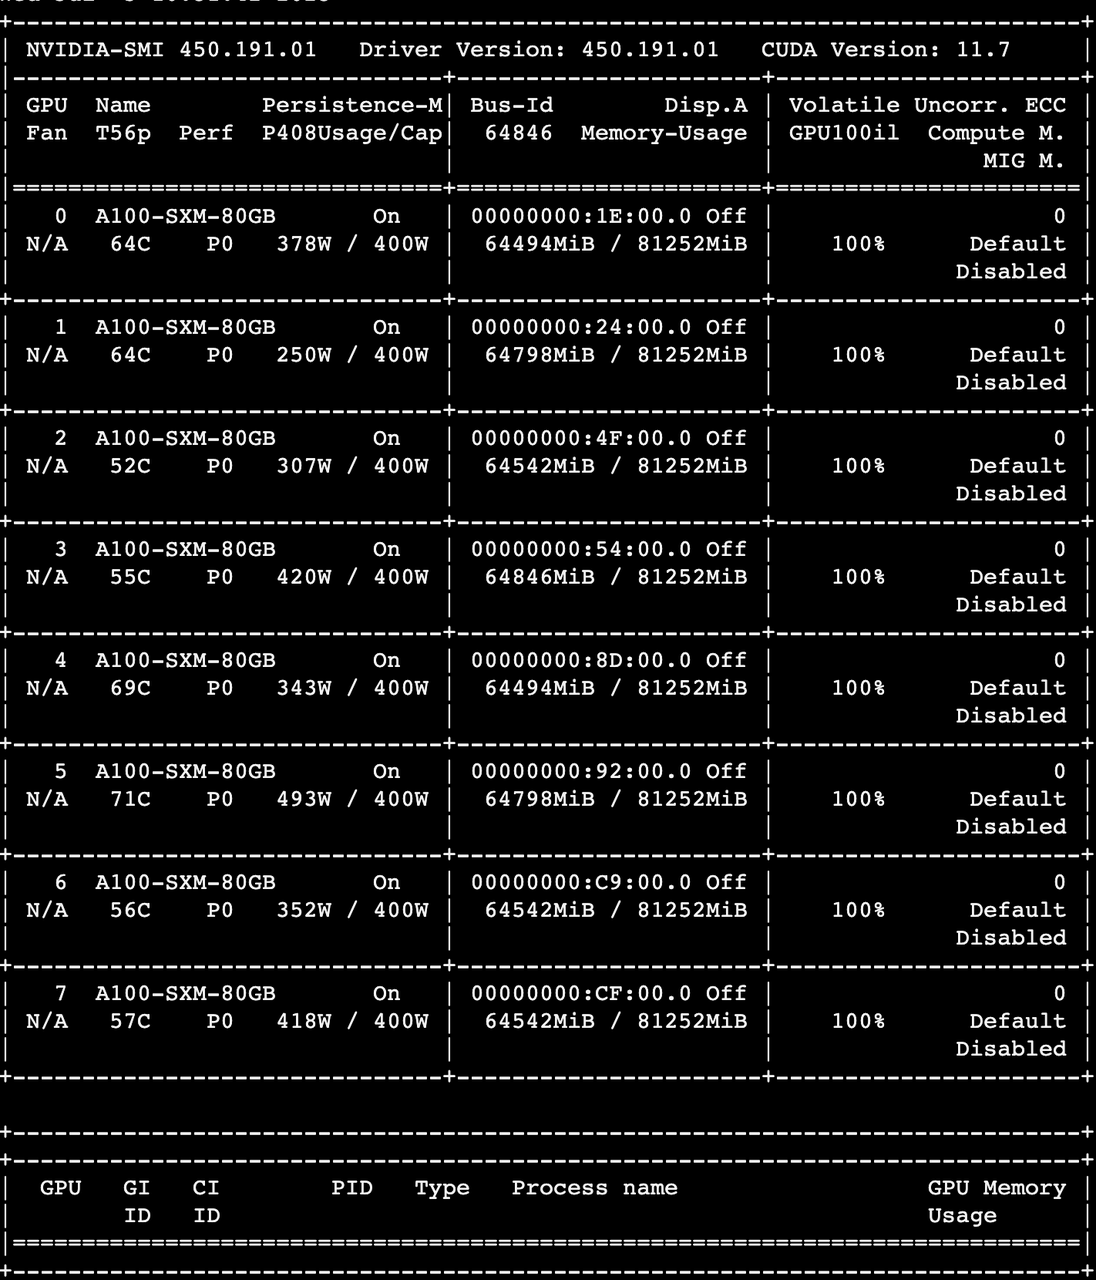 NVIDIA-SMI 450.191.01   Driver Version: 450.191.01   CUDA Version: 11.7
GPU  Name        Persistence-M| Bus-Id        Disp.A | Volatile Uncorr. ECC
Fan  T56p  Perf  P408Usage/Cap|  64846  Memory-Usage | GPU100il  Compute M.
MIG M.
0  A100-SXM-80GB       On   | 00000000:1E:00.0 Off |                    0
N/A   64C    P0   378W / 400W |  64494MiB / 81252MiB |    100%      Default
Disabled
1  A100-SXM-80GB       On   | 00000000:24:00.0 Off |                    0
N/A   64C    P0   250W / 400W |  64798MiB / 81252MiB |    100%      Default
Disabled
2  A100-SXM-80GB       On   | 00000000:4F:00.0 Off |                    0
N/A   52C    P0   307W / 400W |  64542MiB / 81252MiB |    100%      Default
Disabled
3  A100-SXM-80GB       On   | 00000000:54:00.0 Off |                    0
N/A   55C    P0   420W / 400W |  64846MiB / 81252MiB |    100%      Default
Disabled
4  A100-SXM-80GB       On   | 00000000:8D:00.0 Off |                    0
N/A   69C    P0   343W / 400W |  64494MiB / 81252MiB |    100%      Default
Disabled
5  A100-SXM-80GB       On   | 00000000:92:00.0 Off |                    0
N/A   71C    P0   493W / 400W |  64798MiB / 81252MiB |    100%      Default
Disabled
6  A100-SXM-80GB       On   | 00000000:C9:00.0 Off |                    0
N/A   56C    P0   352W / 400W |  64542MiB / 81252MiB |    100%      Default
Disabled
7  A100-SXM-80GB       On   | 00000000:CF:00.0 Off |                    0
N/A   57C    P0   418W / 400W |  64542MiB / 81252MiB |    100%      Default
Disabled
GPU   GI   CI        PID   Type   Process name                  GPU Memory
ID   ID                                                   Usage